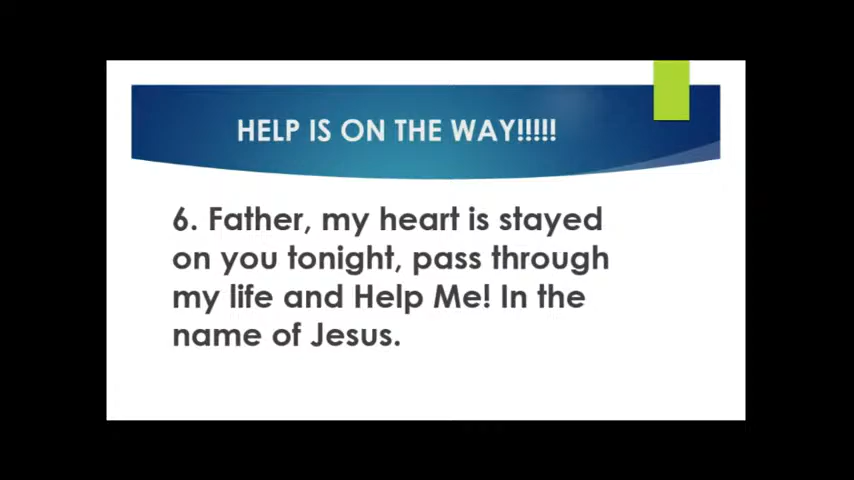 HELP IS ON THE WAY!!!!!
6. Father, my heart is stayed
on you tonight, pass through
my life and Help Me! In the
name of Jesus.